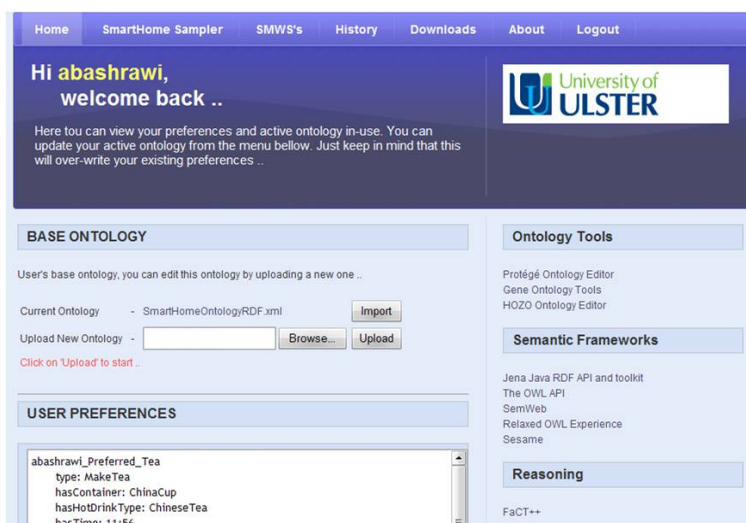 Home SmartHome Sampler SMWS's History Downloads About Logout
Hi abashrawi,
welcome back ..
Here tou can view your preferences and active ontology in-use. You can
update your active ontology from the menu bellow. Just keep in mind that this
will over-write your existing preferences ..
University of
ULSTER
BASE ONTOLOGY
User's base ontology, you can edit this ontology by uploading a new one ..
Current Ontology - SmartHomeOntologyRDF.xml Import
Upload New Ontology - Browse... Upload
Click on 'Upload' to start ..
USER PREFERENCES
abashrawi_Preferred_Tea
type: MakeTea
hasContainer: ChinaCup
hasHotDrinkType: ChineseTea
hasTime: 11:56
Ontology Tools
Protégé Ontology Editor
Gene Ontology Tools
HOZO Ontology Editor
Semantic Frameworks
Jena Java RDF API and toolkit
The OWL API
SemWeb
Relaxed OWL Experience
Sesame
Reasoning
FaCT++